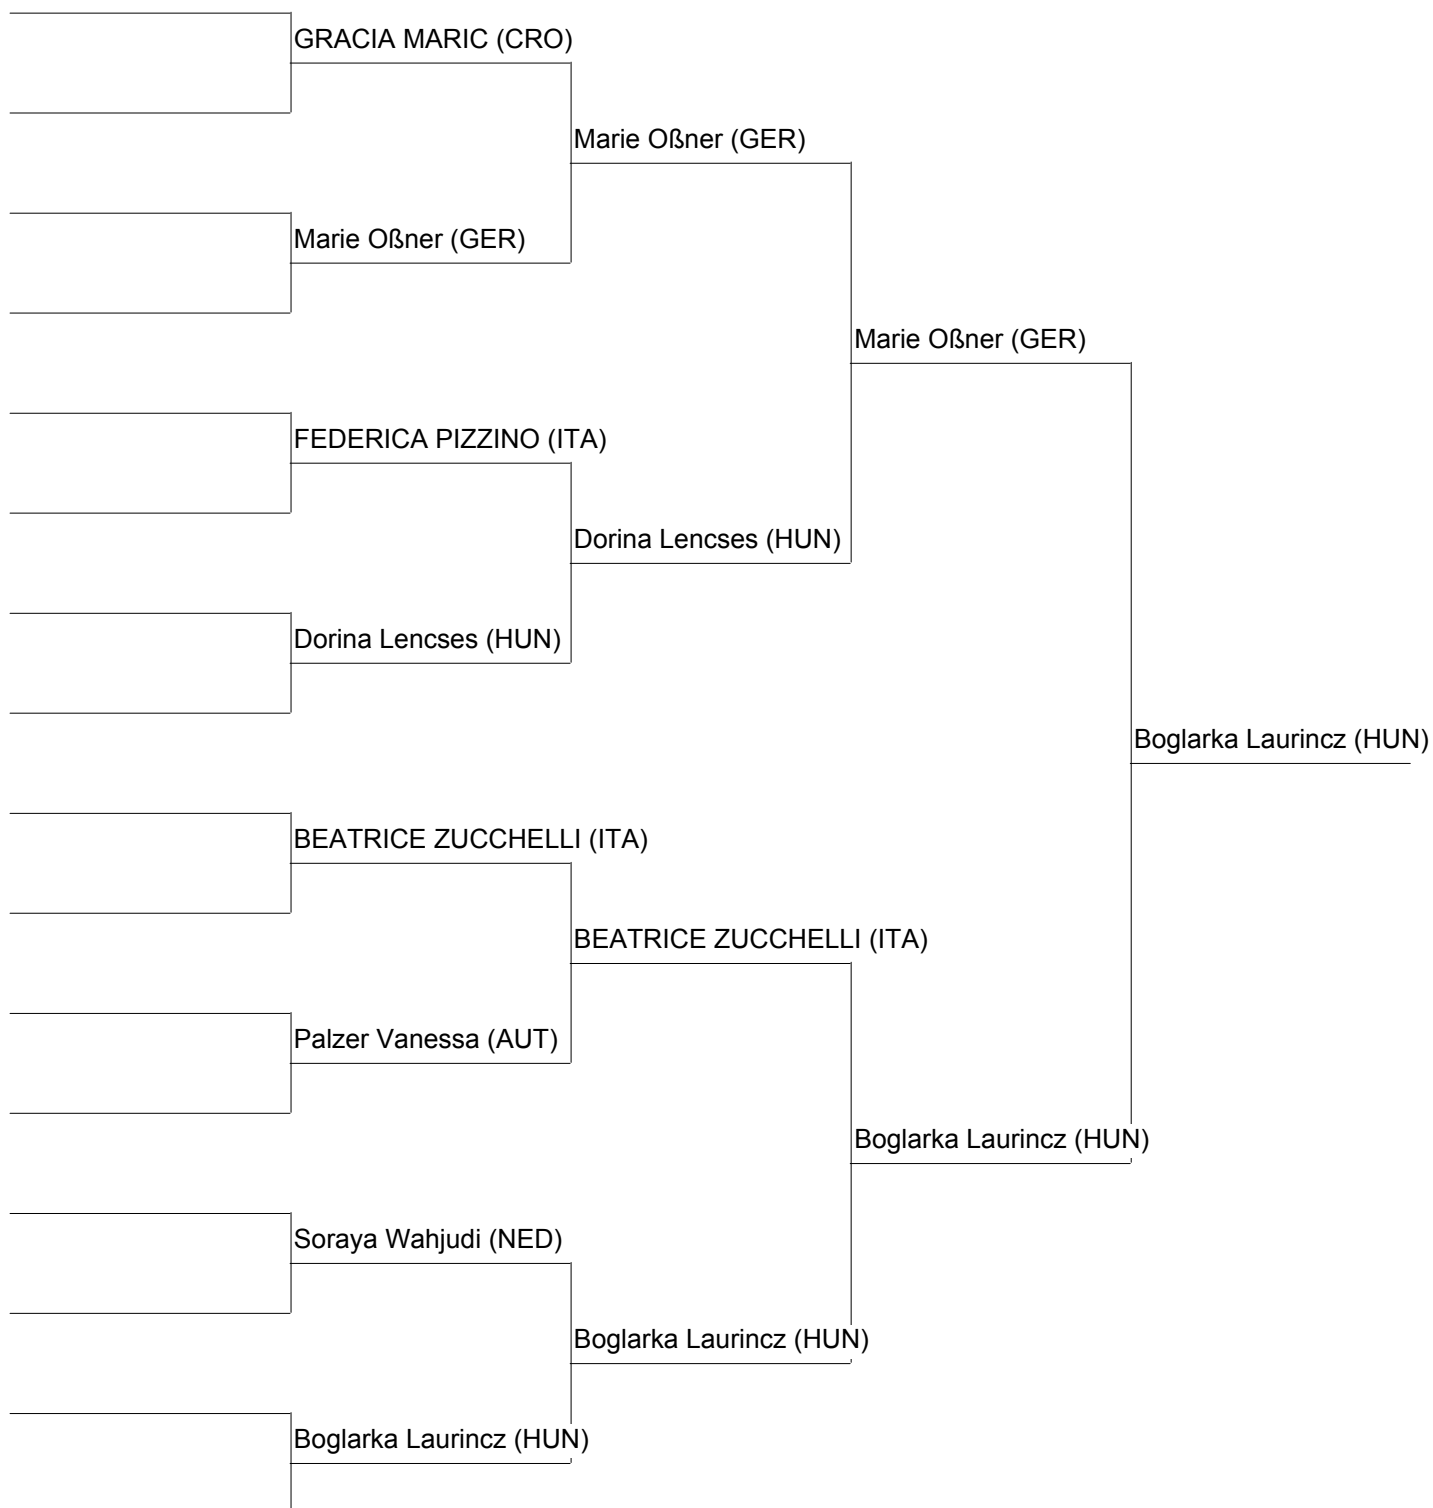 GRACIA MARIC (CRO)
Marie Oßner (GER)
Marie Oßner (GER)
Marie Oßner (GER)
FEDERICA PIZZINO (ITA)
Dorina Lencses (HUN)
Dorina Lencses (HUN)
Boglarka Laurincz (HUN)
BEATRICE ZUCCHELLI (ITA)
BEATRICE ZUCCHELLI (ITA)
Palzer Vanessa (AUT)
Boglarka Laurincz (HUN)
Soraya Wahjudi (NED)
Boglarka Laurincz (HUN)
Boglarka Laurincz (HUN)